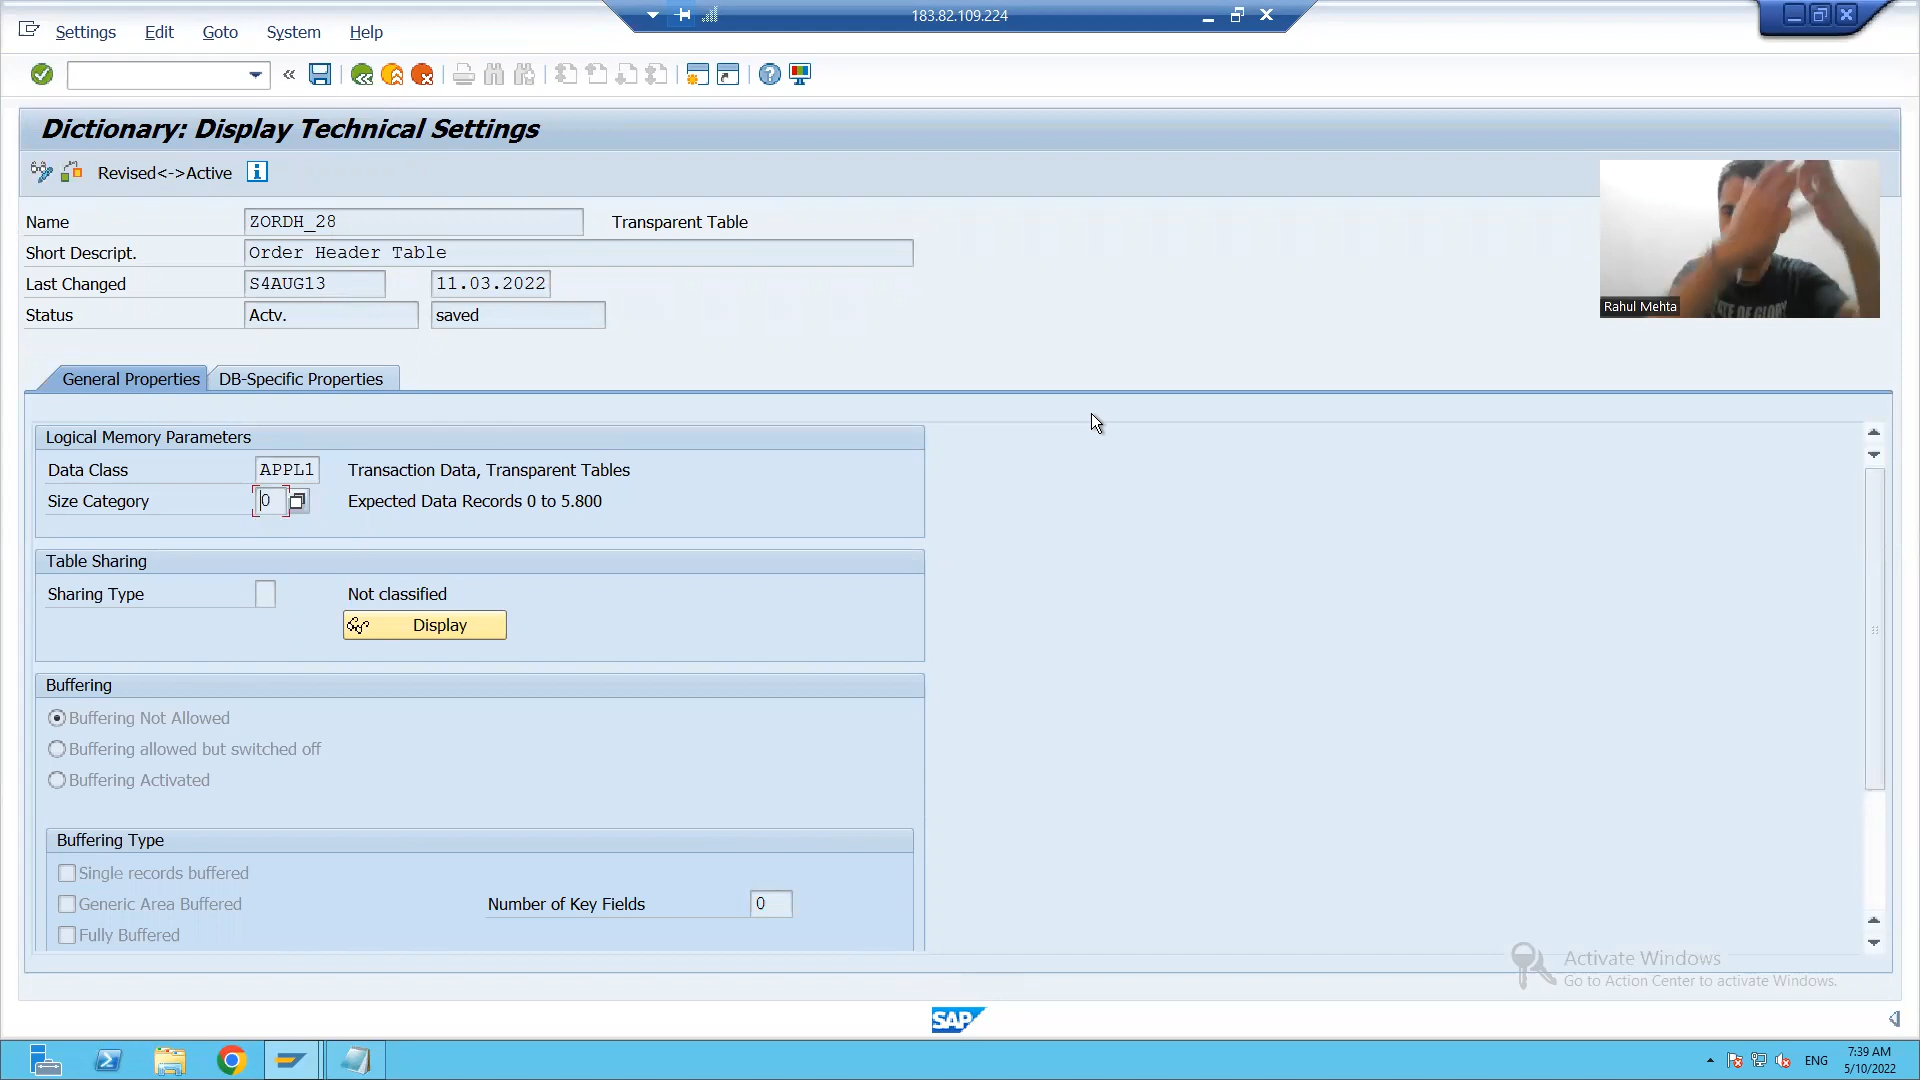 183.82.109.224
Settings Edit Goto System Help
Dictionary: Display Technical Settings
Revised<->Active
Name ZORDH_28 Transparent Table
Short Descript. Order Header Table
Last Changed S4AUG13 11.03.2022
Status Actv. saved
Rahul Mehta
General Properties DB-Specific Properties
Logical Memory Parameters
Data Class APPL1 Transaction Data, Transparent Tables
Size Category 0 Expected Data Records 0 to 5.800
Table Sharing
Sharing Type Not classified
Display
Buffering
Buffering Not Allowed
Buffering allowed but switched off
Buffering Activated
Buffering Type
Single records buffered
Generic Area Buffered Number of Key Fields 0
Fully Buffered
Activate Windows
Go to Action Center to activate Windows.
SAP
ENG
7:39 AM
5/10/2022